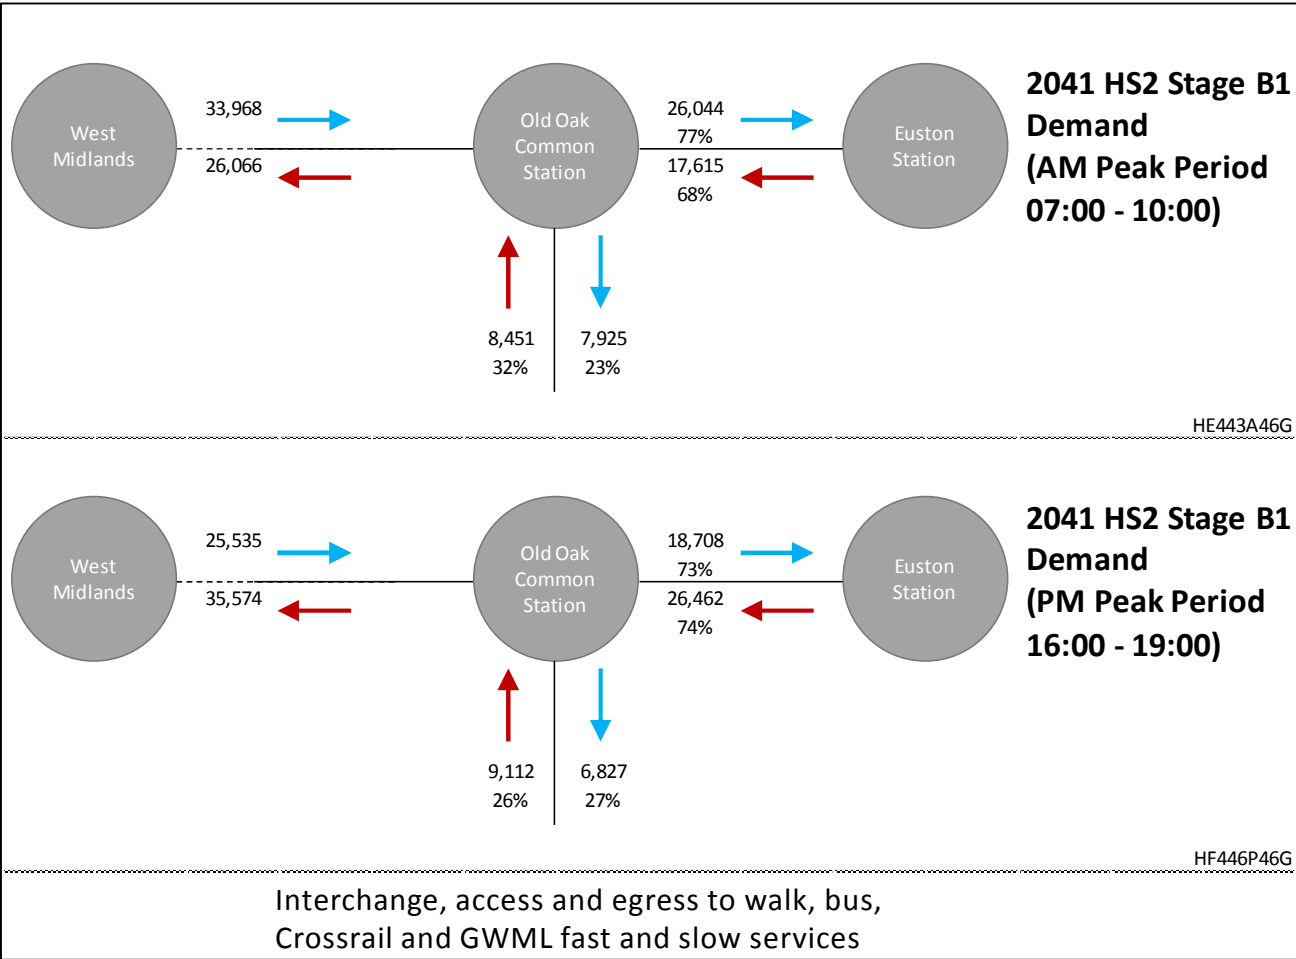 2041 HS2 Stage B1
Demand
(AM Peak Period
07:00 - 10:00)
West
Midlands
33,968
26,066
Old Oak
Common
Station
26,044
77%
17,615
68%
Euston
Station
8,451
32%
7,925
23%
HE443A46G
2041 HS2 Stage B1
Demand
(PM Peak Period
16:00 - 19:00)
West
Midlands
25,535
35,574
Old Oak
Common
Station
18,708
73%
26,462
74%
Euston
Station
9,112
26%
6,827
27%
HF446P46G
Interchange, access and egress to walk, bus,
Crossrail and GWML fast and slow services